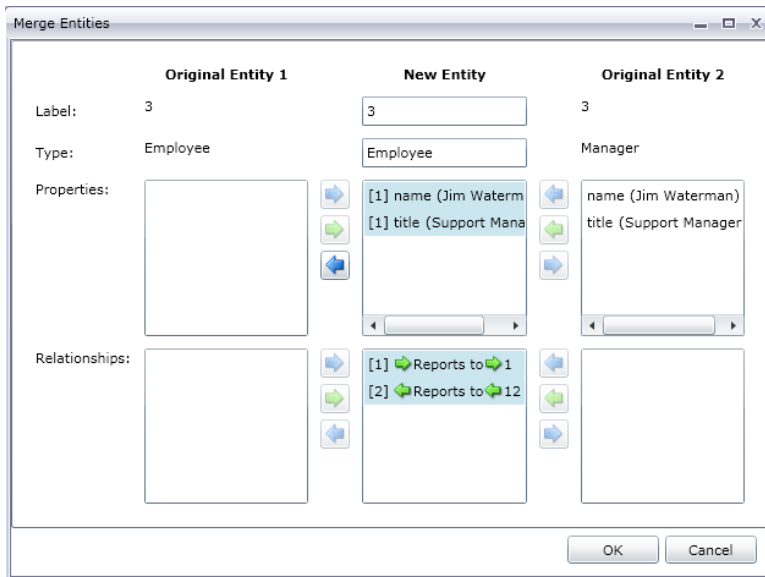 Merge Entities
Original Entity 1 New Entity Original Entity 2
Label: 3 3 3
Type: Employee Employee Manager
Properties: [1] name (Jim Waterm name (Jim Waterman)
[1] title (Support Mana title (Support Manager
Relationships: [1] Reports to 1
[2] Reports to 12
OK Cancel